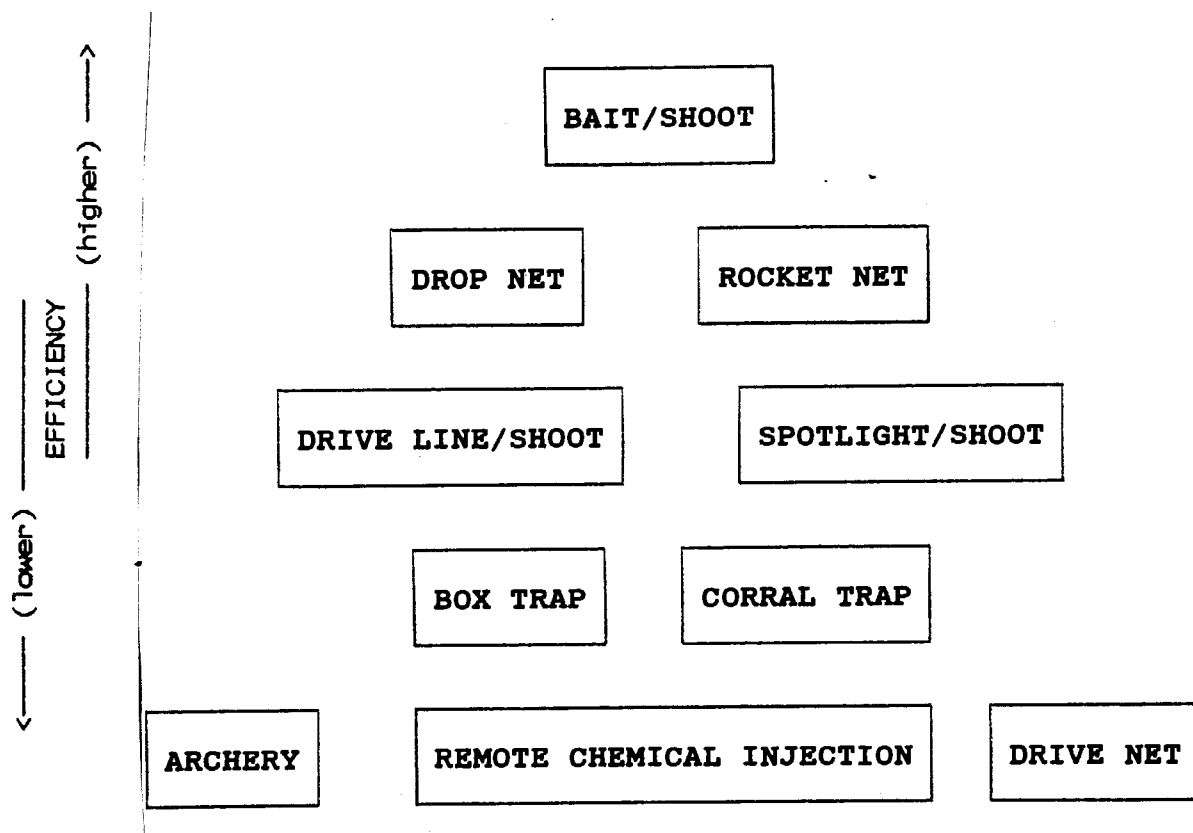 <—— (lower) ————
EFFICIENCY
———— (higher) ——>
BAIT/SHOOT
DROP NET ROCKET NET
DRIVE LINE/SHOOT SPOTLIGHT/SHOOT
BOX TRAP CORRAL TRAP
ARCHERY REMOTE CHEMICAL INJECTION DRIVE NET